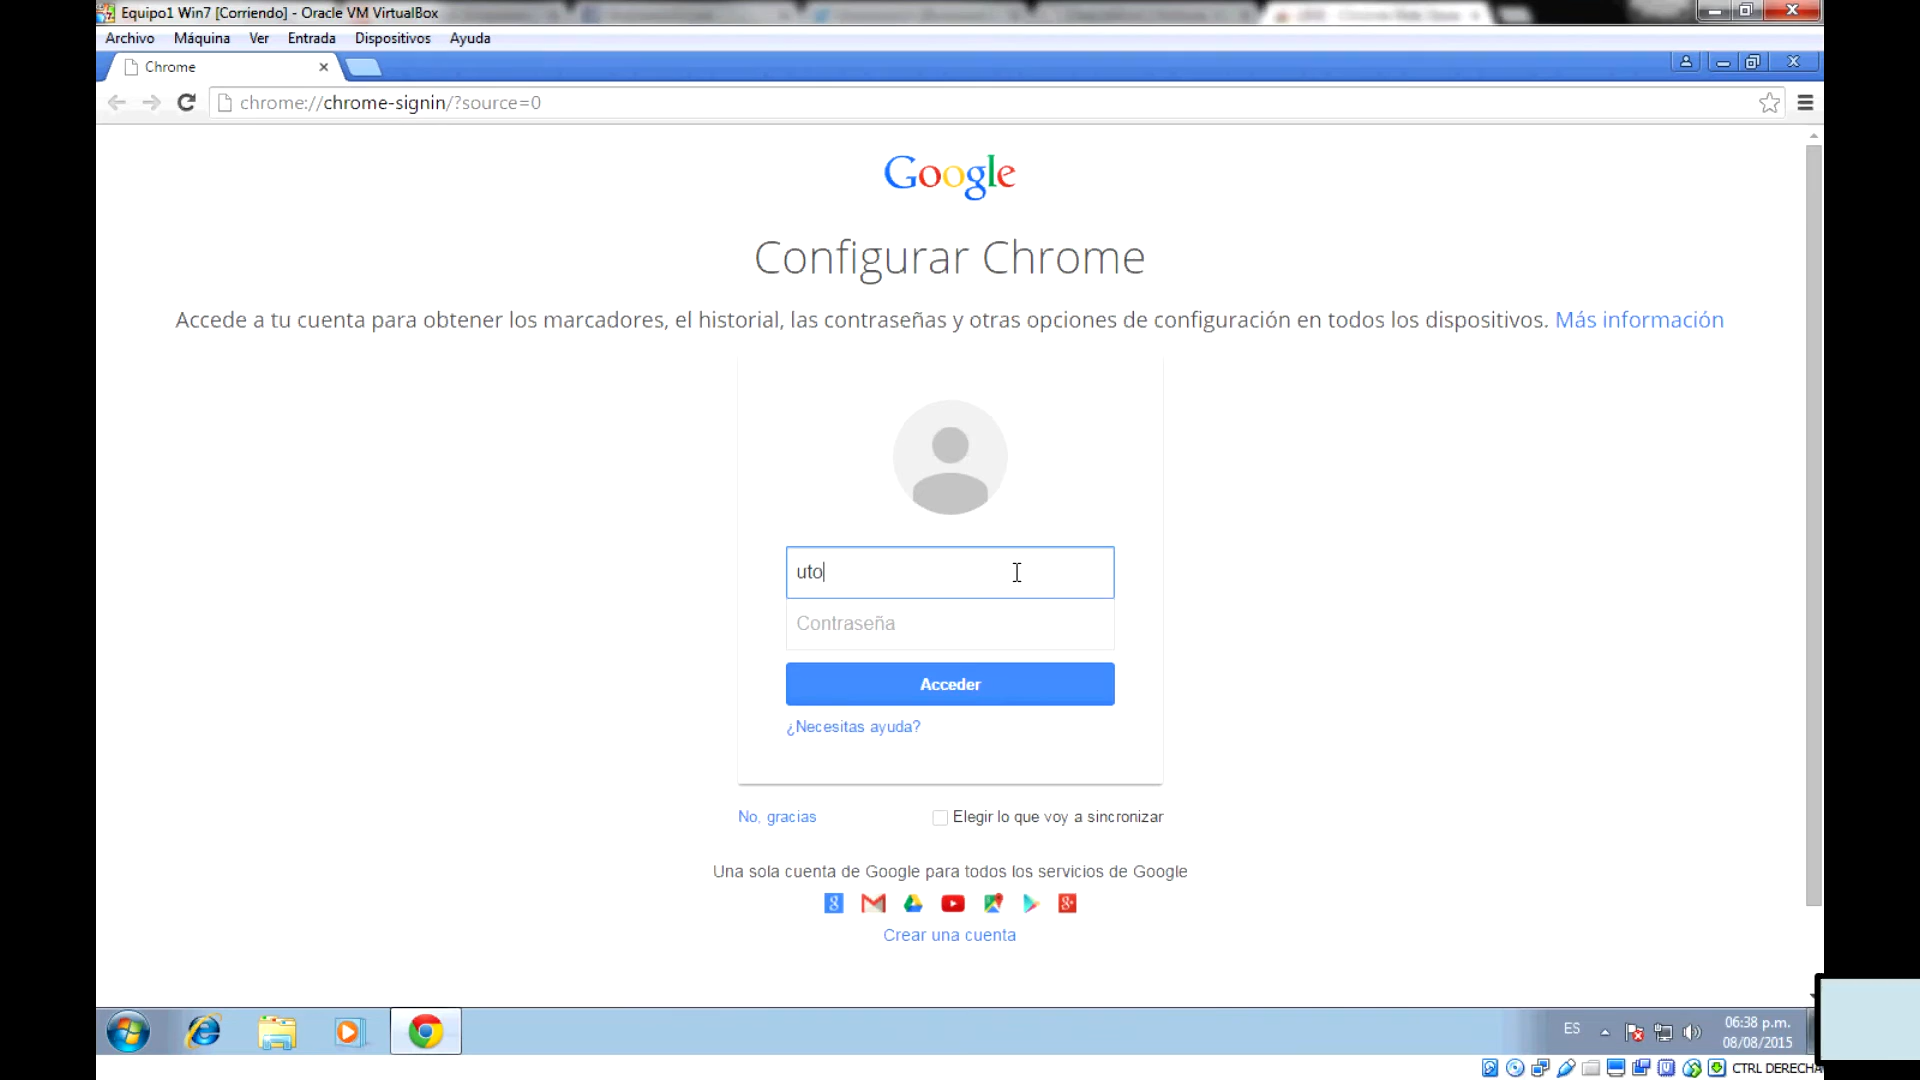 Equipo1 Win7 [Corriendo] - Oracle VM VirtualBox
Archivo Máquina Ver Entrada Dispositivos Ayuda
Chrome
chrome://chrome-signin/?source=0
Google
Configurar Chrome
Accede a tu cuenta para obtener los marcadores, el historial, las contraseñas y otras opciones de configuración en todos los dispositivos. Más información
uto
Contraseña
Acceder
¿Necesitas ayuda?
No, gracias Elegir lo que voy a sincronizar
Una sola cuenta de Google para todos los servicios de Google
Crear una cuenta
ES
06:38 p.m.
08/08/2015
CTRL DERECHA